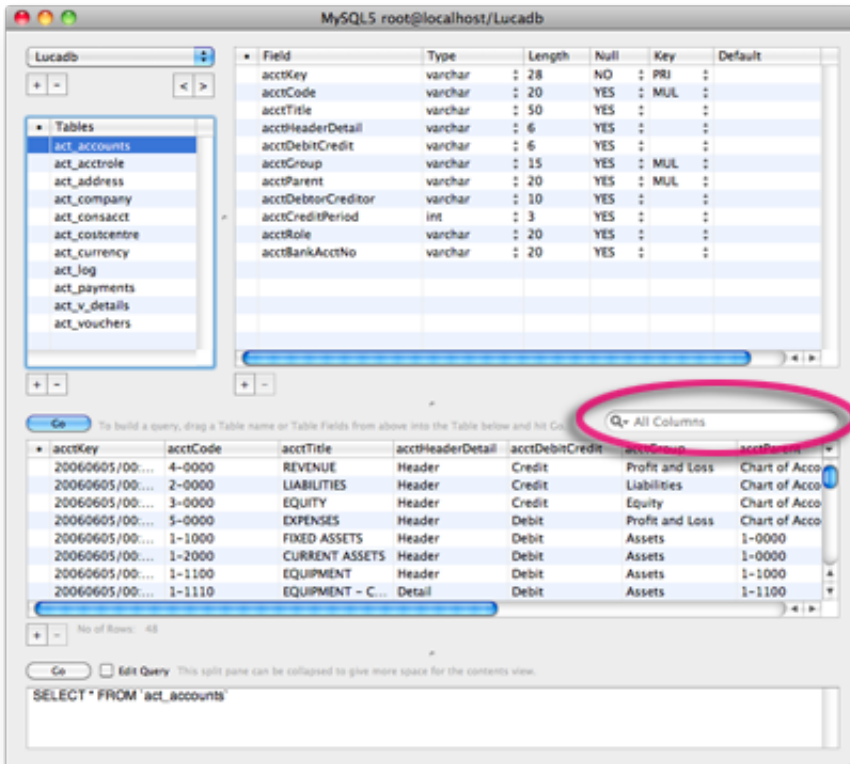 MySQL5 root@localhost/Lucadb
Lucadb
+ - < >
• Tables
act_accounts
act_acctrole
act_address
act_company
act_consacct
act_costcentre
act_currency
act_log
act_payments
act_v_details
act_vouchers
+ -
• Field Type Length Null Key Default
acctKey varchar 28 NO PRI
acctCode varchar 20 YES MUL
acctTitle varchar 50 YES
acctHeaderDetail varchar 6 YES
acctDebitCredit varchar 6 YES
acctGroup varchar 15 YES MUL
acctParent varchar 20 YES MUL
acctDebtorCreditor varchar 10 YES
acctCreditPeriod int 3 YES
acctRole varchar 20 YES
acctBankAcctNo varchar 20 YES
+ -
Go To build a query, drag a Table name or Table Fields from above into the Table below and hit Go. All Columns
• acctKey acctCode acctTitle acctHeaderDetail acctDebitCredit acctGroup acctParent
20060605/00:... 4-0000 REVENUE Header Credit Profit and Loss Chart of Acco
20060605/00:... 2-0000 LIABILITIES Header Credit Liabilities Chart of Acco
20060605/00:... 3-0000 EQUITY Header Credit Equity Chart of Acco
20060605/00:... 5-0000 EXPENSES Header Debit Profit and Loss Chart of Acco
20060605/00:... 1-1000 FIXED ASSETS Header Debit Assets 1-0000
20060605/00:... 1-2000 CURRENT ASSETS Header Debit Assets 1-0000
20060605/00:... 1-1100 EQUIPMENT Header Debit Assets 1-1000
20060605/00:... 1-1110 EQUIPMENT - C... Detail Debit Assets 1-1100
+ - No of Rows: 48
Go Edit Query This split pane can be collapsed to give more space for the contents view.
SELECT * FROM `act_accounts`